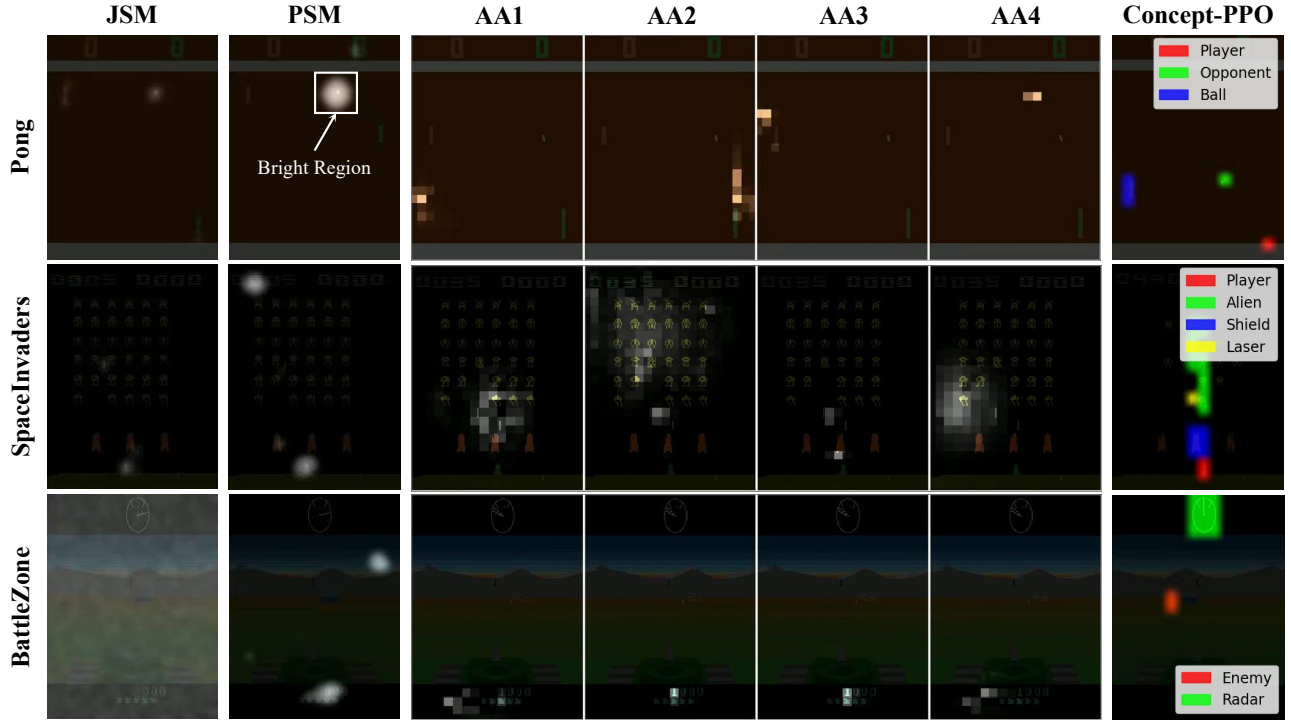 JSM PSM AA1 AA2 AA3 AA4 Concept-PPO
Pong
Bright Region
Player
Opponent
Ball
SpaceInvaders
Player
Alien
Shield
Laser
BattleZone
Enemy
Radar